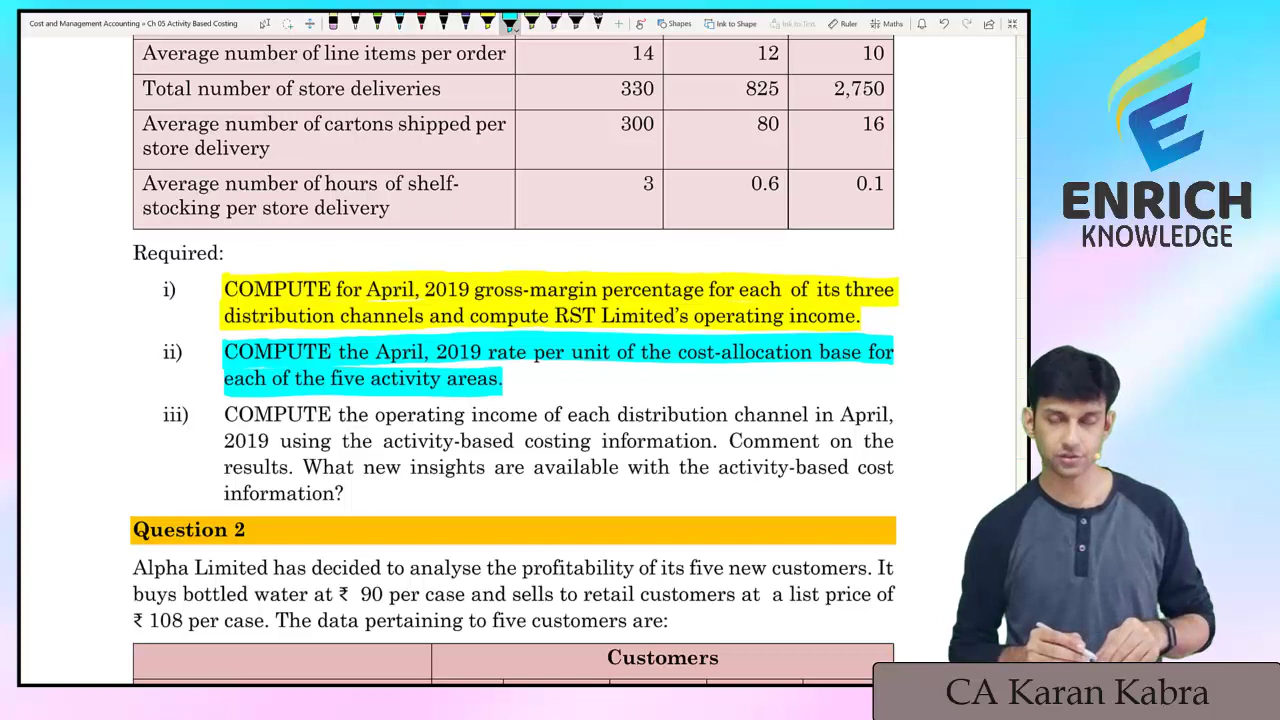 Cost and Management Accounting » Ch 05 Activity Based Costing
Shapes Ink to Shape Ink to Text Ruler Maths
Average number of line items per order 14 12 10
Total number of store deliveries 330 825 2,750
Average number of cartons shipped per 300 80 16
store delivery
Average number of hours of shelf- 3 0.6 0.1
stocking per store delivery
Required:
i) COMPUTE for April, 2019 gross-margin percentage for each of its three
distribution channels and compute RST Limited's operating income.
ii) COMPUTE the April, 2019 rate per unit of the cost-allocation base for
each of the five activity areas.
iii) COMPUTE the operating income of each distribution channel in April,
2019 using the activity-based costing information. Comment on the
results. What new insights are available with the activity-based cost
information?
Question 2
Alpha Limited has decided to analyse the profitability of its five new customers. It
buys bottled water at ₹ 90 per case and sells to retail customers at a list price of
₹ 108 per case. The data pertaining to five customers are:
Customers
ENRICH
KNOWLEDGE
CA Karan Kabra